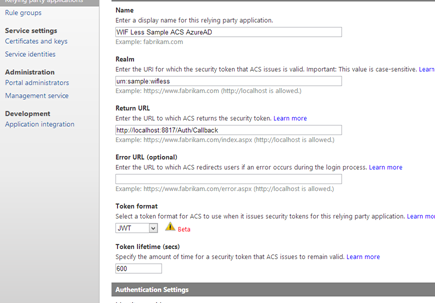 Relying party applications
Rule groups
Service settings
Certificates and keys
Service identities
Administration
Portal administrators
Management service
Development
Application integration
Name
Enter a display name for this relying party application.
WIF Less Sample ACS AzureAD
Example: fabrikam.com
Realm
Enter the URI for which the security token that ACS issues is valid. Important: This value is case-sensitive. Learn
urn:sample:wifless
Example: https://www.fabrikam.com (http://localhost is allowed.)
Return URL
Enter the URL to which ACS returns the security token. Learn more
http://localhost:8817/Auth/Callback
Example: https://www.fabrikam.com/index.aspx (http://localhost is allowed.)
Error URL (optional)
Enter the URL to which ACS redirects users if an error occurs during the login process. Learn more
Example: https://www.fabrikam.com/error.aspx (http://localhost is allowed.)
Token format
Select a token format for ACS to use when it issues security tokens for this relying party application. Learn mo
JWT
Beta
Token lifetime (secs)
Specify the amount of time for a security token that ACS issues to remain valid. Learn more
600
Authentication Settings